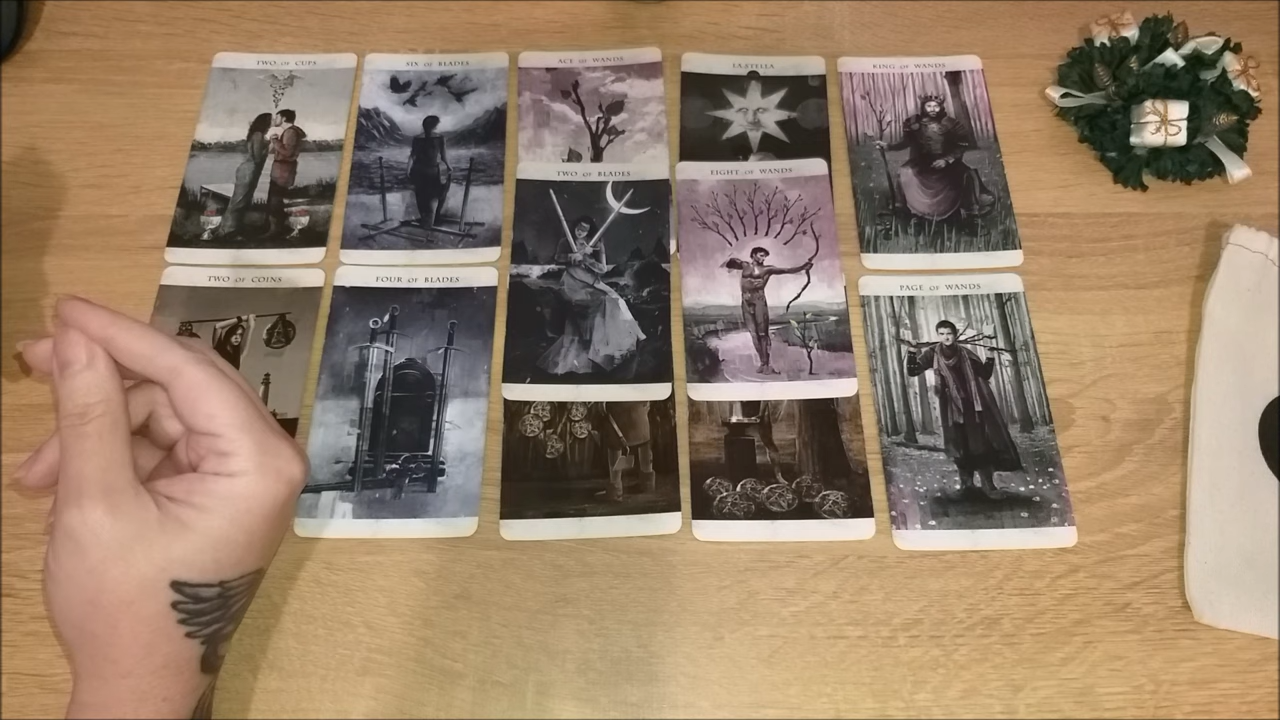 TWO OF CUPS
SIX OF BLADES
ACE OF WANDS
LA STELLA
KING OF WANDS
TWO OF BLADES
EIGHT OF WANDS
TWO OF COINS
FOUR OF BLADES
PAGE OF WANDS